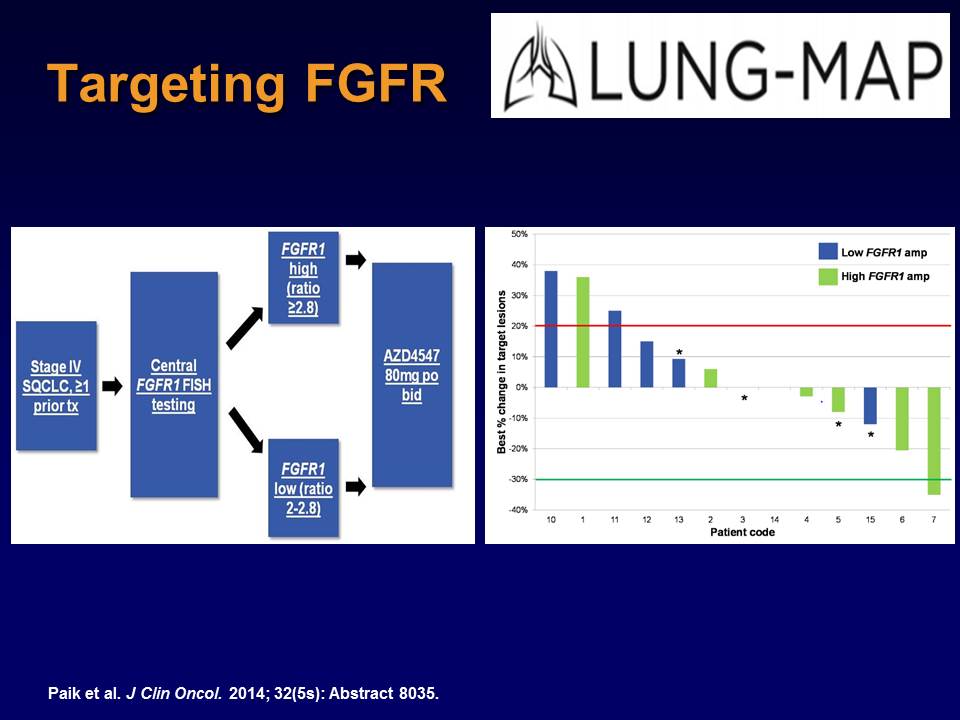 Targeting FGFR
LUNG-MAP
Stage IV
SQCLC, ≥1
prior tx
Central
FGFR1 FISH
testing
FGFR1
high
(ratio
≥2.8)
FGFR1
low (ratio
2-2.8)
AZD4547
80mg po
bid
Best % change in target lesions
50%
40%
30%
20%
10%
0%
-10%
-20%
-30%
-40%
Low FGFR1 amp
High FGFR1 amp
*
*
*
*
10 1 11 12 13 2 3 14 4 5 15 6 7
Patient code
Paik et al. J Clin Oncol. 2014; 32(5s): Abstract 8035.